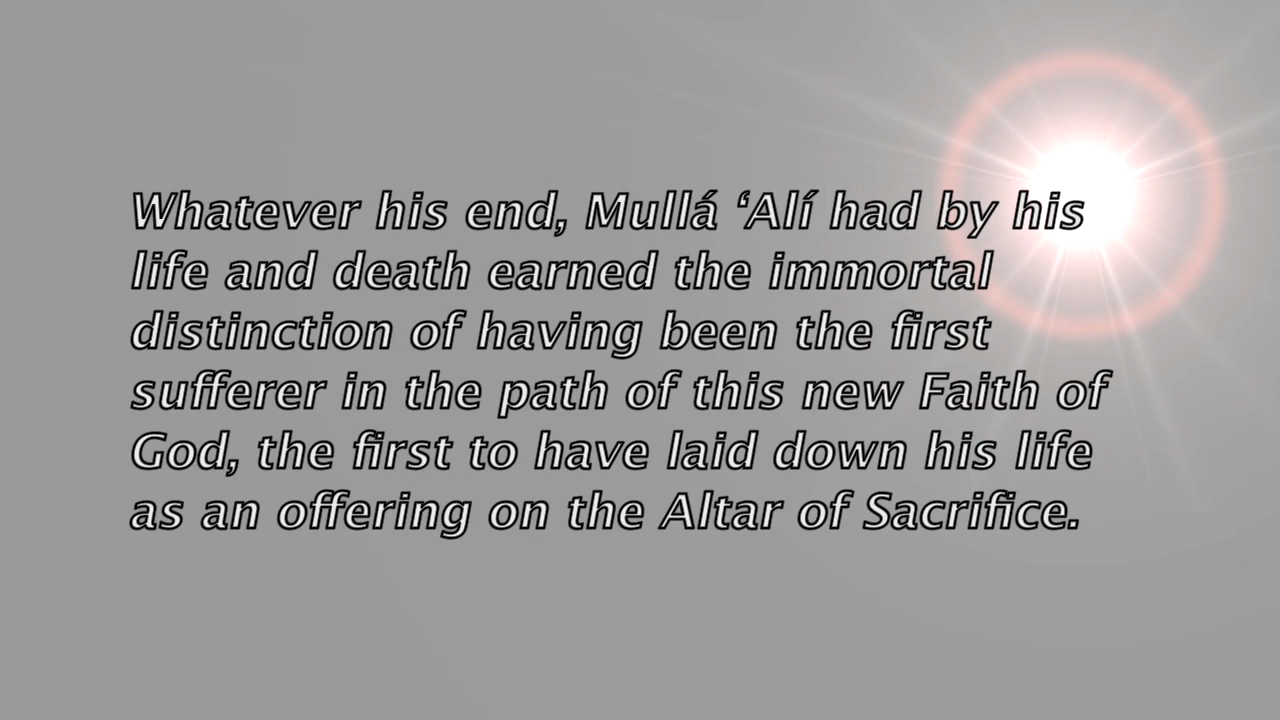 Whatever his end, Mullá ‘Alí had by his
life and death earned the immortal
distinction of having been the first
sufferer in the path of this new Faith of
God, the first to have laid down his life
as an offering on the Altar of Sacrifice.